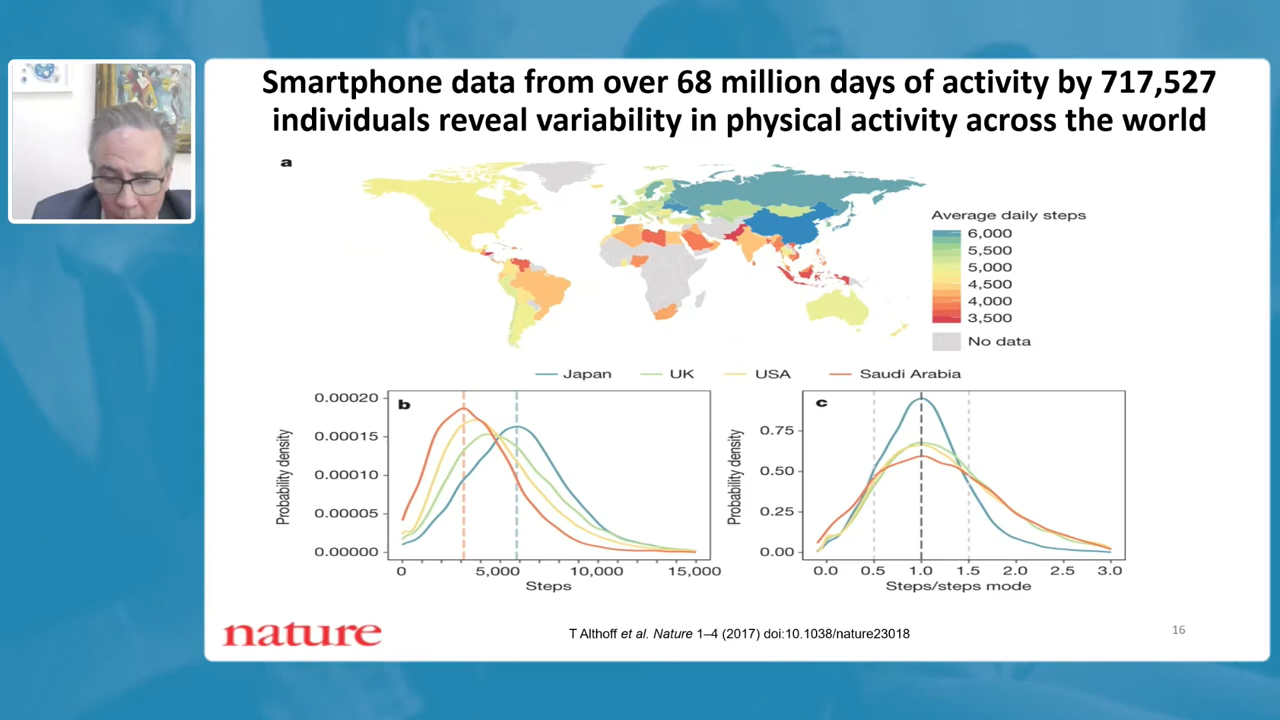 Smartphone data from over 68 million days of activity by 717,527
individuals reveal variability in physical activity across the world
a
Average daily steps
6,000
5,500
5,000
4,500
4,000
3,500
No data
Japan UK USA Saudi Arabia
b
Probability density
0.00020
0.00015
0.00010
0.00005
0.00000
0 5,000 10,000 15,000
Steps
c
Probability density
0.75
0.50
0.25
0.00
0.0 0.5 1.0 1.5 2.0 2.5 3.0
Steps/steps mode
nature
T Althoff et al. Nature 1–4 (2017) doi:10.1038/nature23018
16